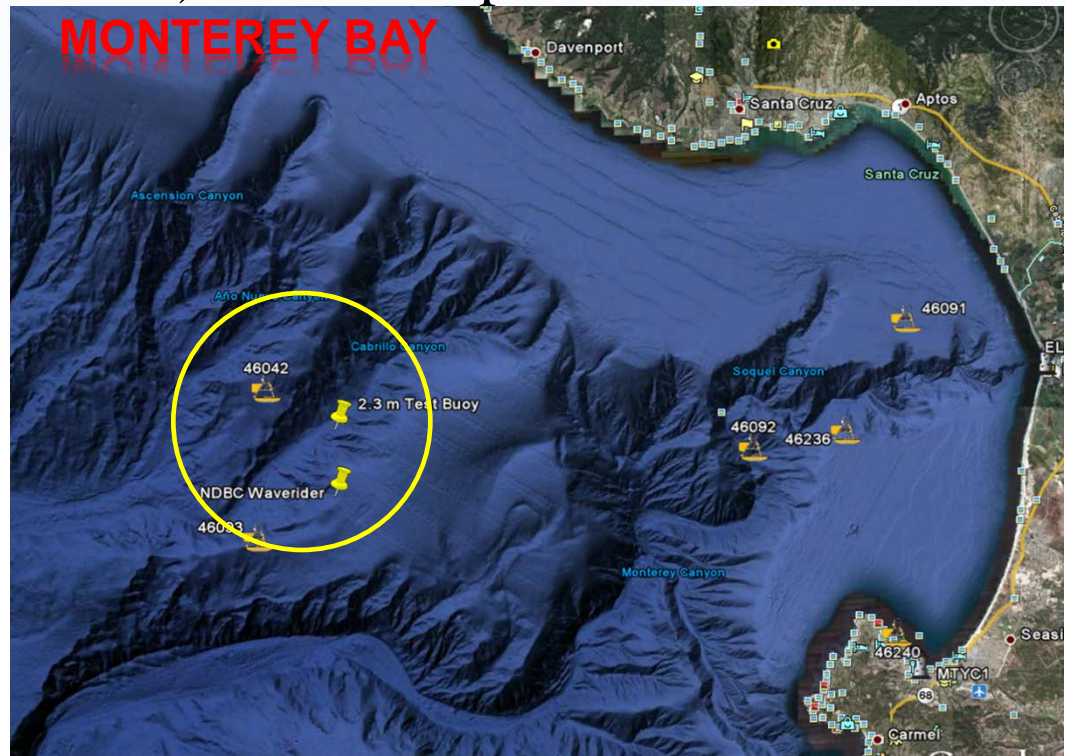 MONTEREY BAY
Davenport
Santa Cruz
Aptos
Ascension Canyon
Santa Cruz
Año Nuevo Canyon
46091
Cabrillo Canyon
EL
46042
Soquel Canyon
2.3 m Test Buoy
46092
46236
NDBC Waverider
46093
Monterey Canyon
Seasi
46240
MTYC1
68
Carmel